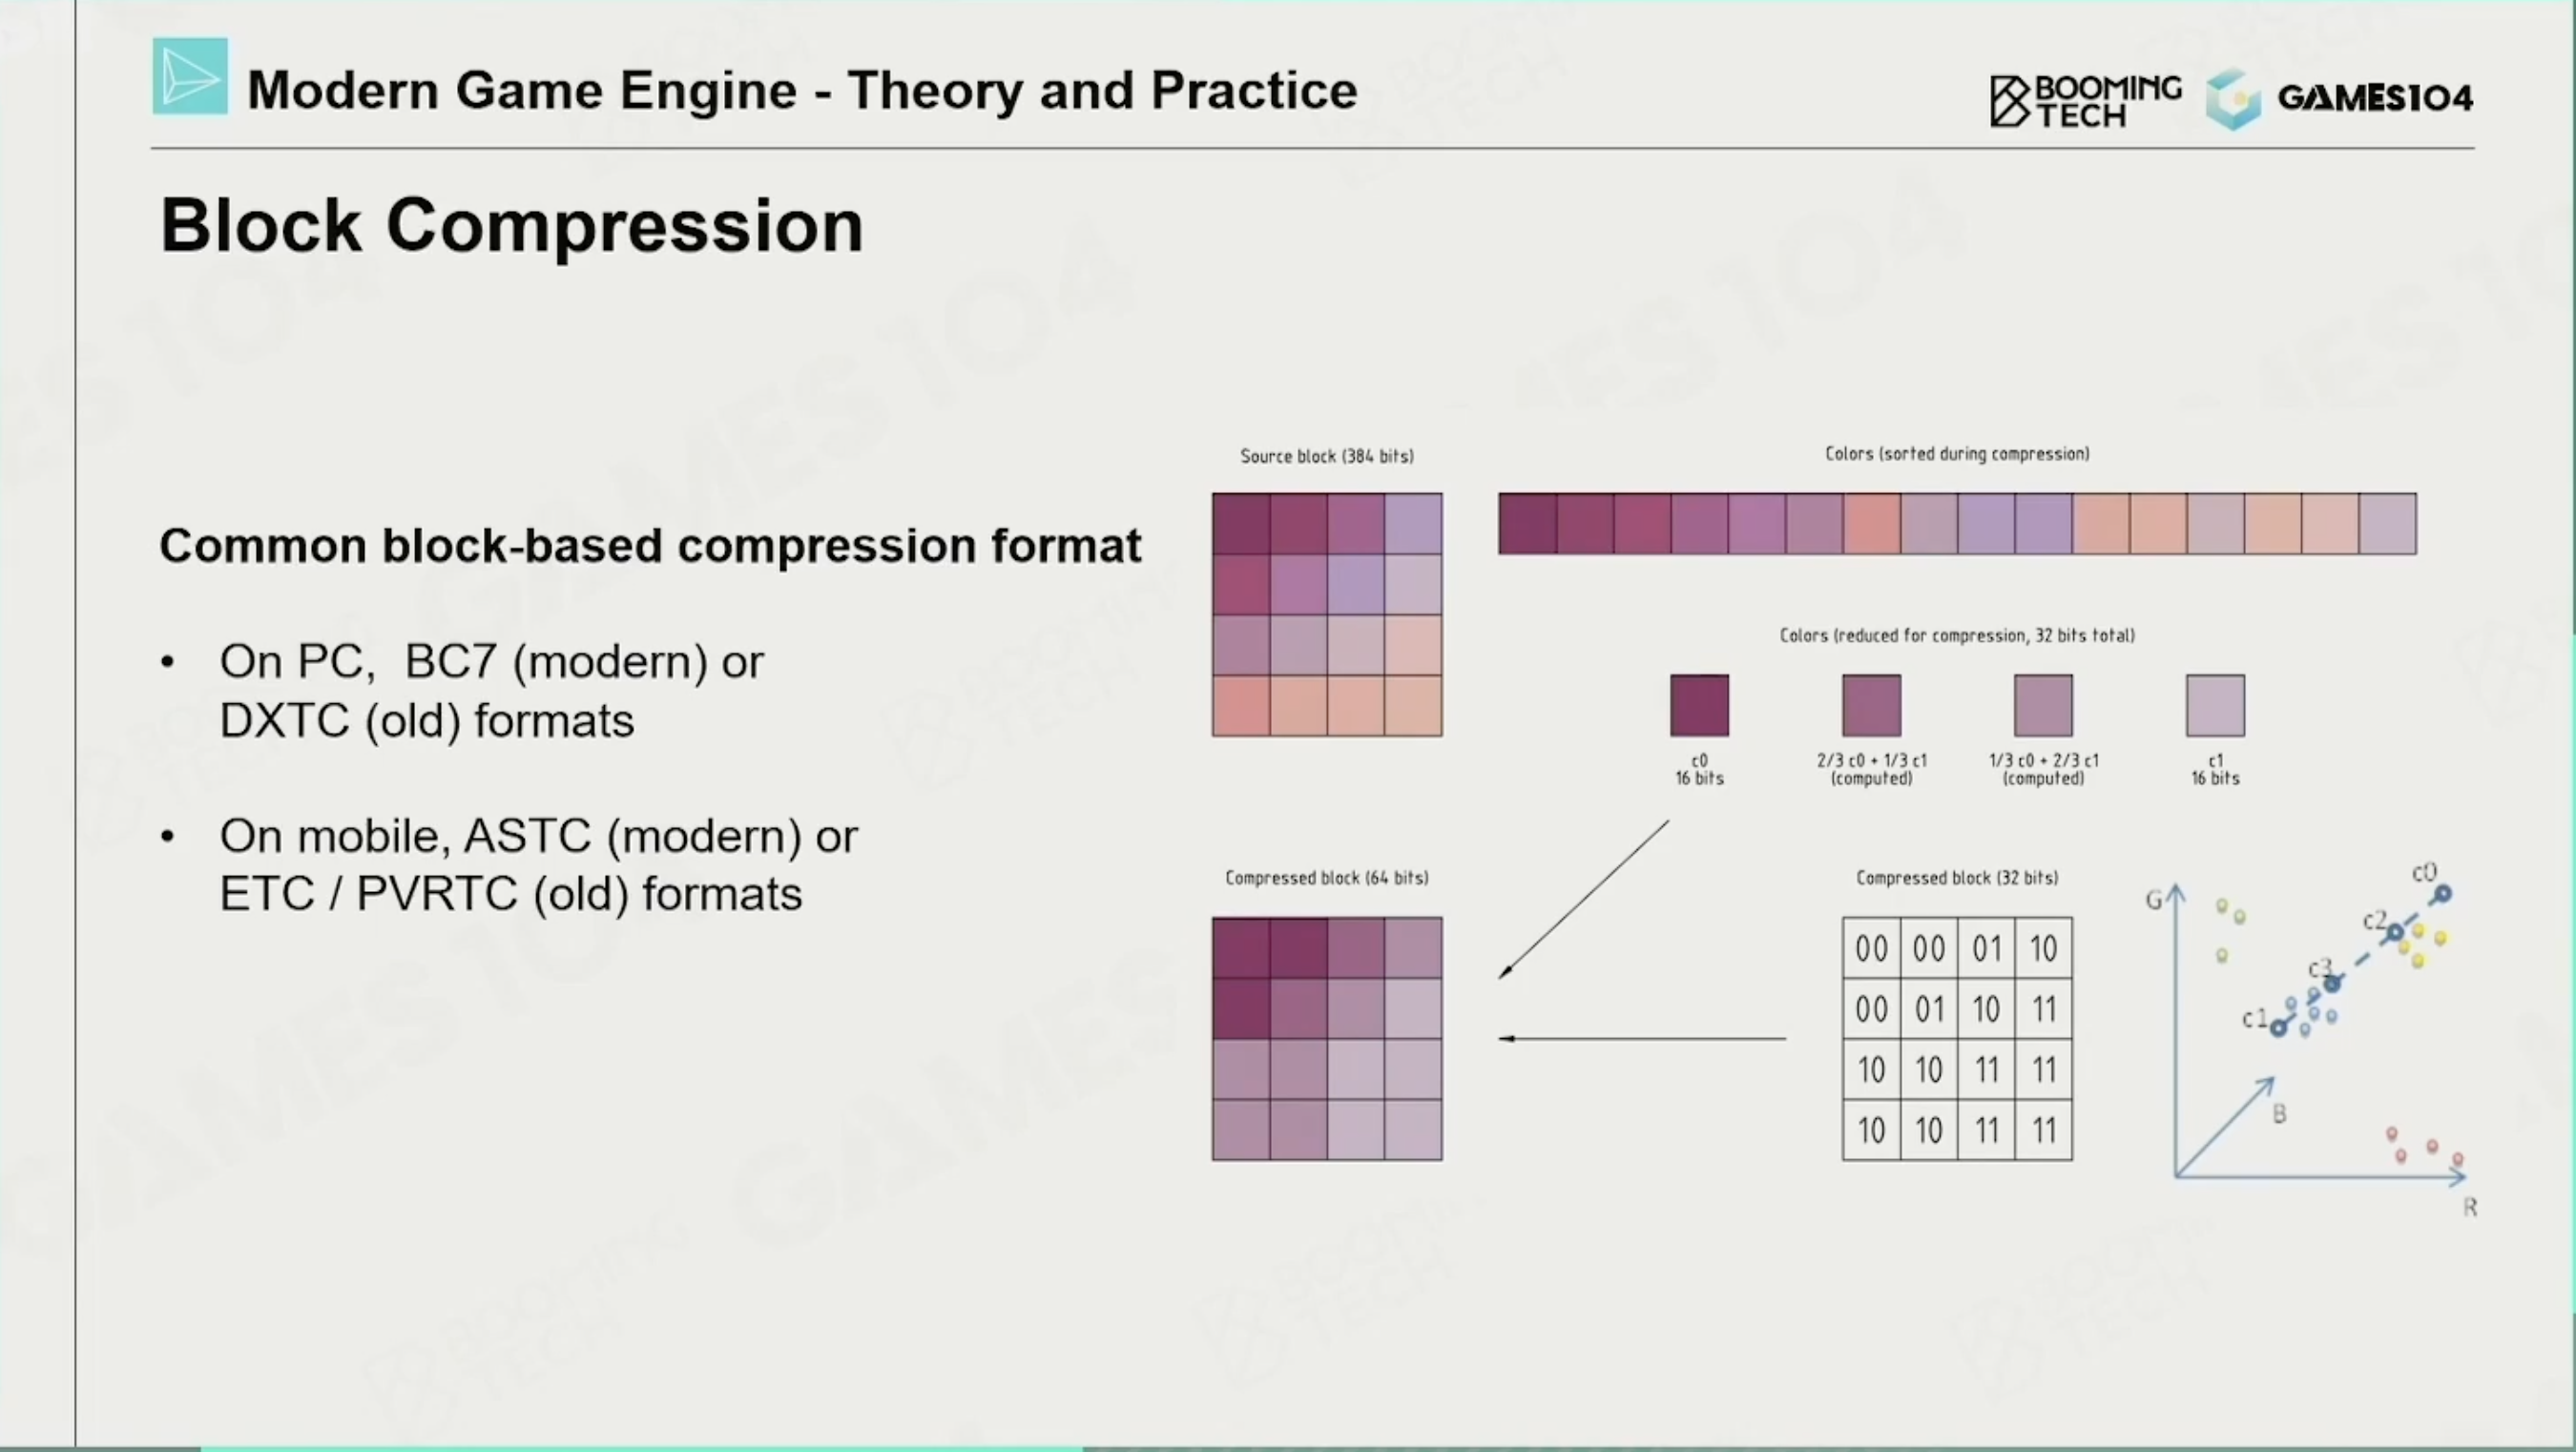 Modern Game Engine - Theory and Practice
BOOMING
TECH
GAMES104
Block Compression
Common block-based compression format
• On PC, BC7 (modern) or
DXTC (old) formats
• On mobile, ASTC (modern) or
ETC / PVRTC (old) formats
Source block (384 bits)
Colors (sorted during compression)
Colors (reduced for compression, 32 bits total)
c0
16 bits
2/3 c0 + 1/3 c1
(computed)
1/3 c0 + 2/3 c1
(computed)
c1
16 bits
Compressed block (64 bits)
Compressed block (32 bits)
00 00 01 10
00 01 10 11
10 10 11 11
10 10 11 11
G
c0
c2
c3
c1
B
R